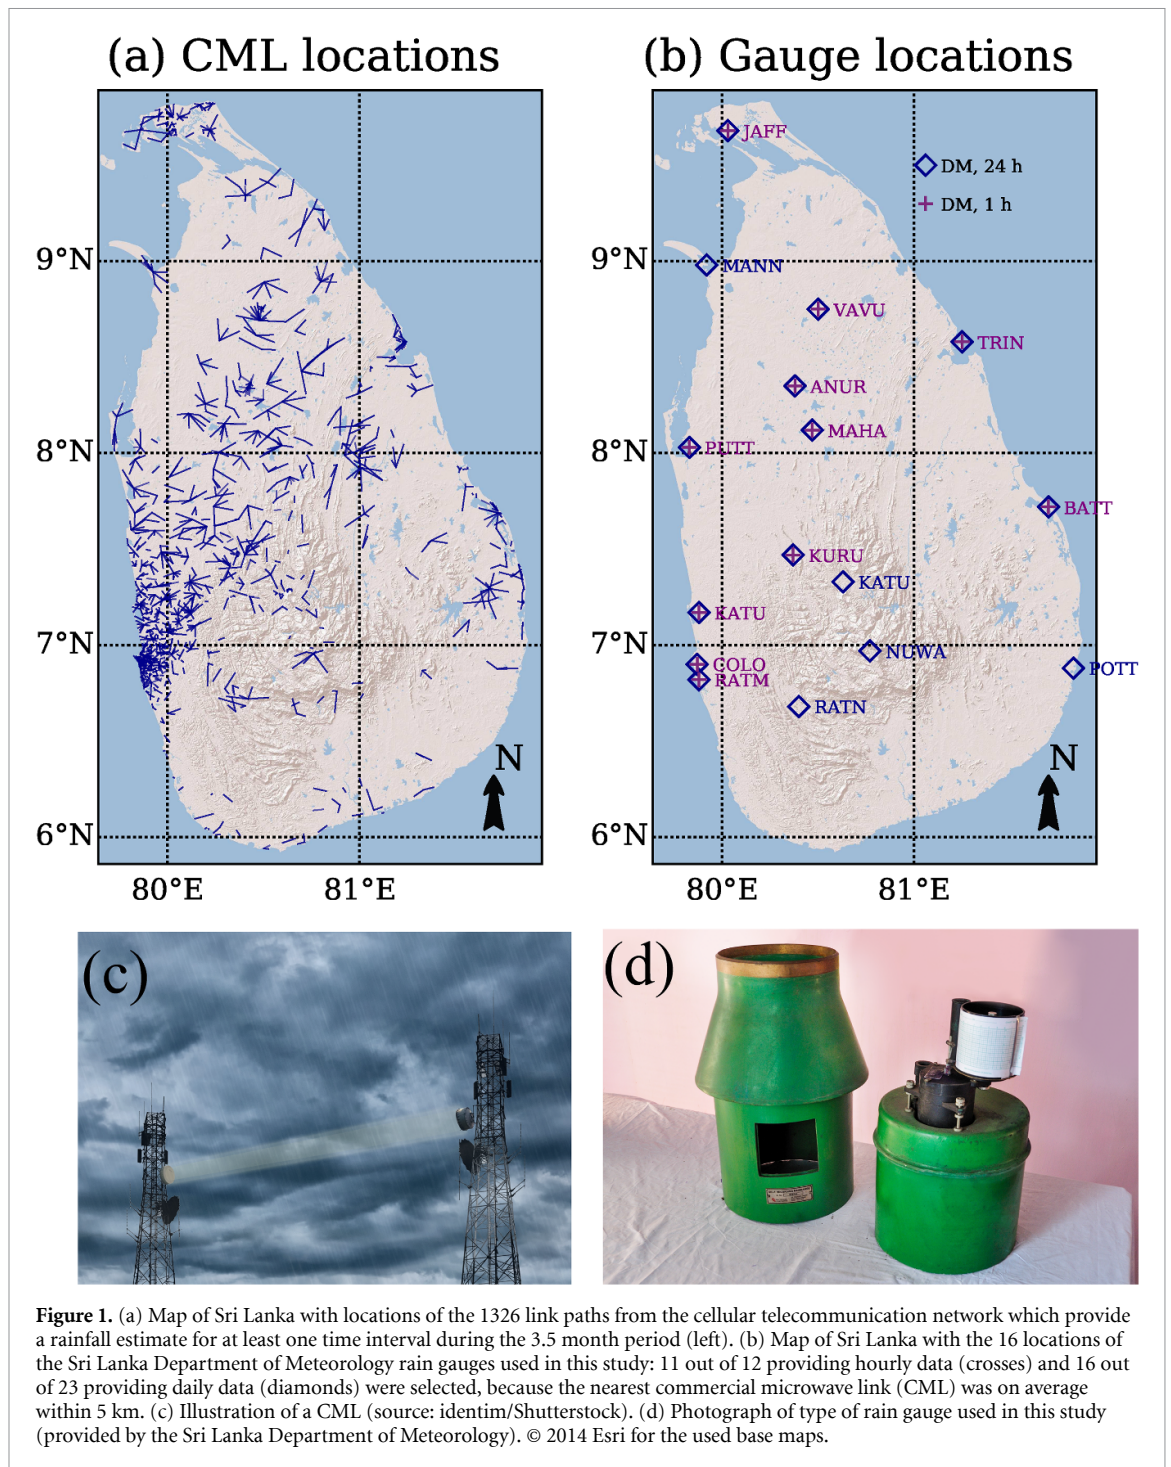 (a) CML locations
(b) Gauge locations
9°N
8°N
7°N
6°N
80°E
81°E
N
9°N
8°N
7°N
6°N
80°E
81°E
N
DM, 24 h
DM, 1 h
JAFF
MANN
VAVU
TRIN
ANUR
MAHA
PUTT
BATT
KURU
KATU
KATU
NUWA
COLO
POTT
RATM
RATN
(c)
(d)
Figure 1. (a) Map of Sri Lanka with locations of the 1326 link paths from the cellular telecommunication network which provide
a rainfall estimate for at least one time interval during the 3.5 month period (left). (b) Map of Sri Lanka with the 16 locations of
the Sri Lanka Department of Meteorology rain gauges used in this study: 11 out of 12 providing hourly data (crosses) and 16 out
of 23 providing daily data (diamonds) were selected, because the nearest commercial microwave link (CML) was on average
within 5 km. (c) Illustration of a CML (source: identim/Shutterstock). (d) Photograph of type of rain gauge used in this study
(provided by the Sri Lanka Department of Meteorology). © 2014 Esri for the used base maps.